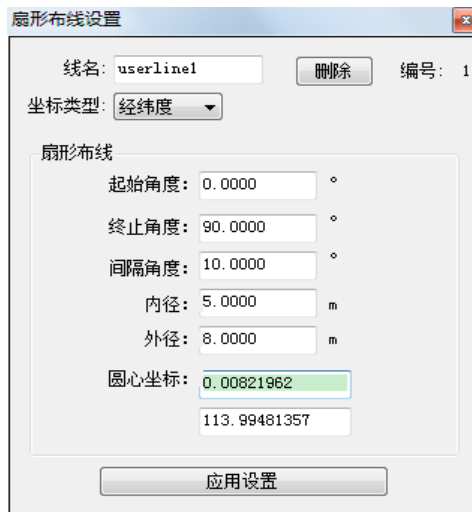 扇形布线设置
线名: userline1 删除 编号: 1
坐标类型: 经纬度
扇形布线
起始角度: 0.0000 °
终止角度: 90.0000 °
间隔角度: 10.0000 °
内径: 5.0000 m
外径: 8.0000 m
圆心坐标: 0.00821962
113.99481357
应用设置